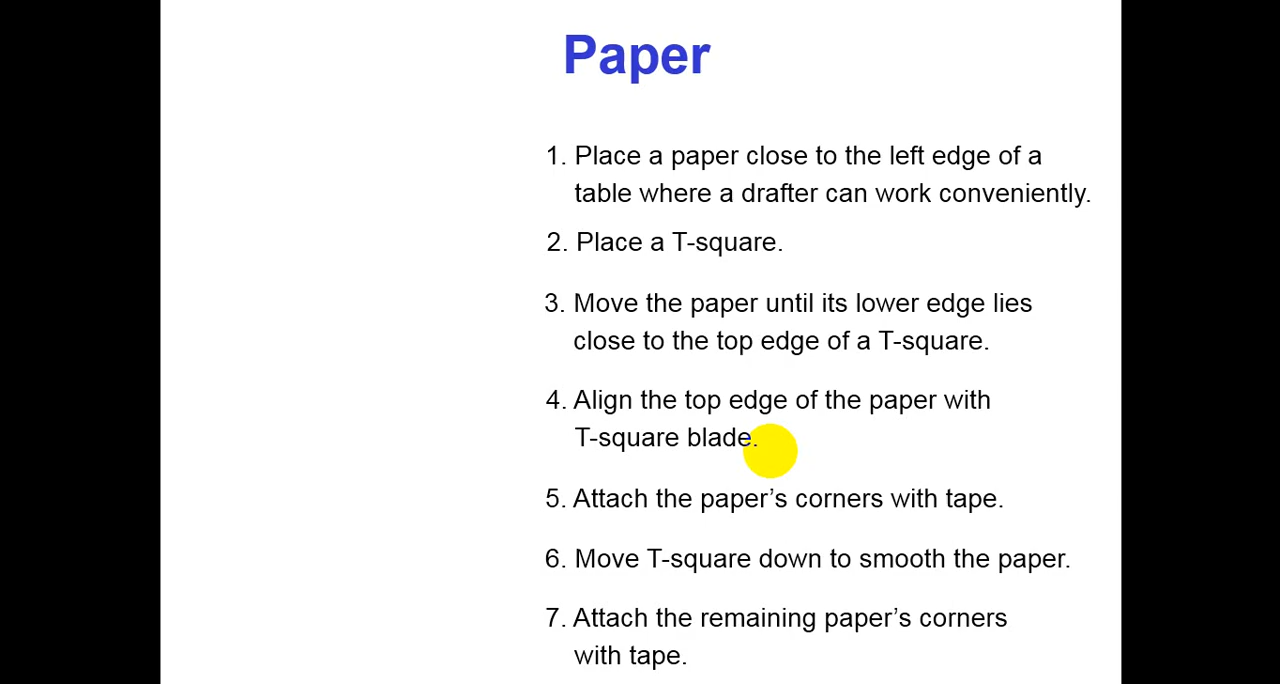 Paper
1. Place a paper close to the left edge of a
table where a drafter can work conveniently.
2. Place a T-square.
3. Move the paper until its lower edge lies
close to the top edge of a T-square.
4. Align the top edge of the paper with
T-square blade.
5. Attach the paper’s corners with tape.
6. Move T-square down to smooth the paper.
7. Attach the remaining paper’s corners
with tape.